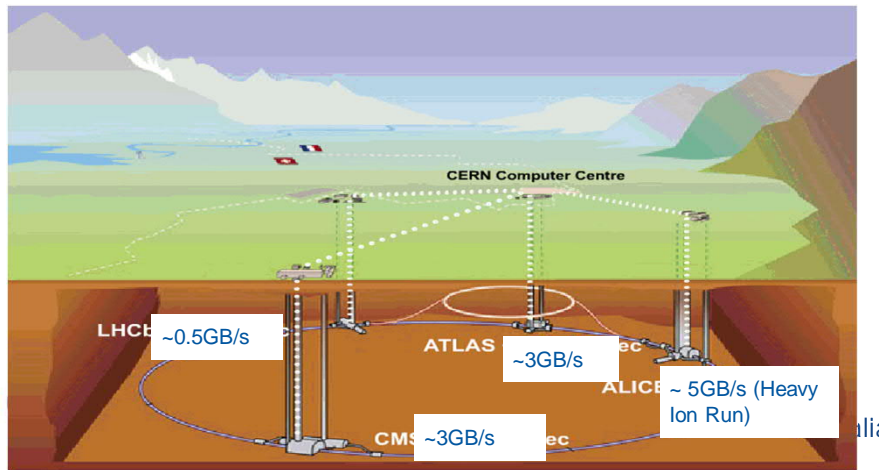 CERN Computer Centre
LHCb
~0.5GB/s
ATLAS
~3GB/s
ALICE
~ 5GB/s (Heavy
Ion Run)
CMS
~3GB/s